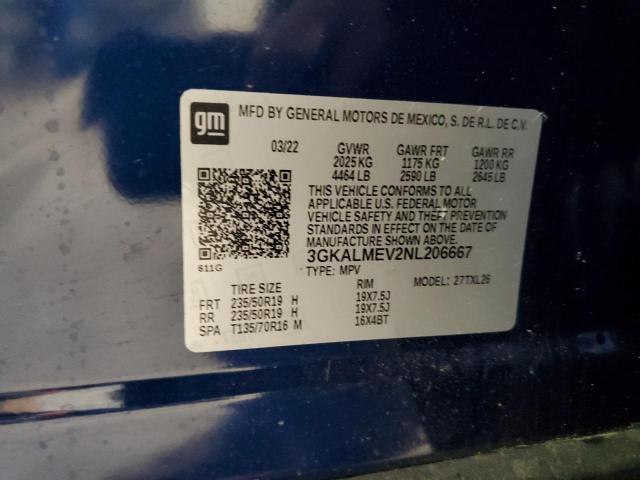 gm
MFD BY GENERAL MOTORS DE MEXICO, S. DE R.L. DE C.V.
03/22 GVWR GAWR FRT GAWR RR
2025 KG 1175 KG 1200 KG
4464 LB 2590 LB 2645 LB
THIS VEHICLE CONFORMS TO ALL
APPLICABLE U.S. FEDERAL MOTOR
VEHICLE SAFETY AND THEFT PREVENTION
STANDARDS IN EFFECT ON THE DATE OF
MANUFACTURE SHOWN ABOVE.
3GKALMEV2NL206667
611G TYPE: MPV MODEL: 27TXL26
TIRE SIZE RIM
FRT 235/50R19 H 19X7.5J
RR 235/50R19 H 19X7.5J
SPA T135/70R16 M 16X4BT